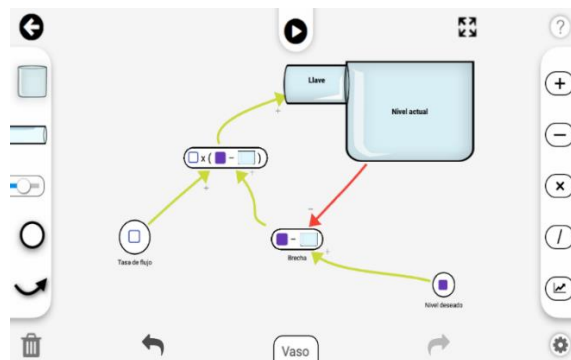 ?
Llave
Nivel actual
+
x ( - )
+
+
-
-
+
Brecha
+
Tasa de flujo
Nivel deseado
Vaso
+
−
×
/